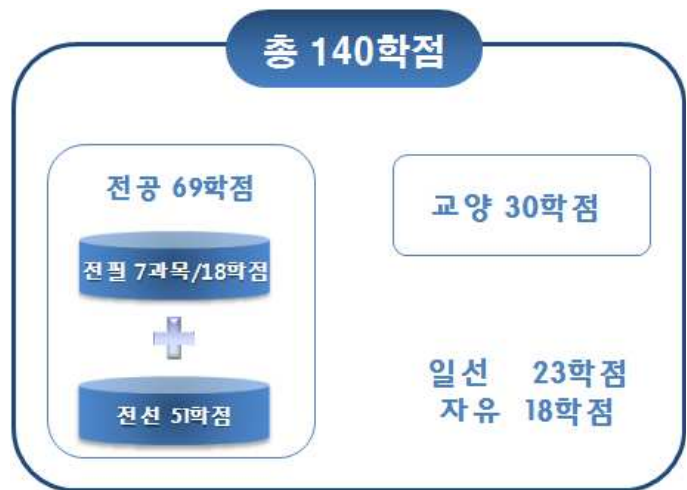 총 140학점
전공 69학점
전필 7과목/18학점
전선 51학점
교양 30학점
일선 23학점
자유 18학점